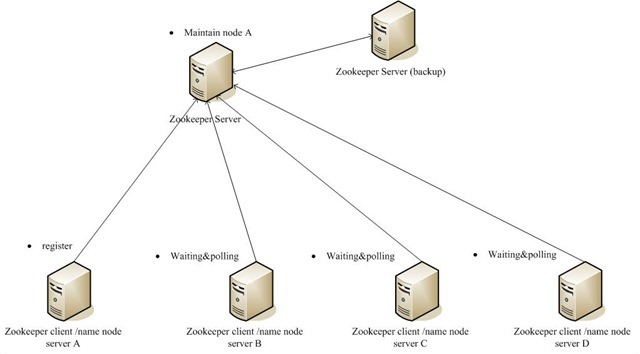 • Maintain node A
Zookeeper Server (backup)
Zookeeper Server
• register
• Waiting&polling
• Waiting&polling
• Waiting&polling
Zookeeper client /name node
server A
Zookeeper client /name node
server B
Zookeeper client /name node
server C
Zookeeper client /name node
server D